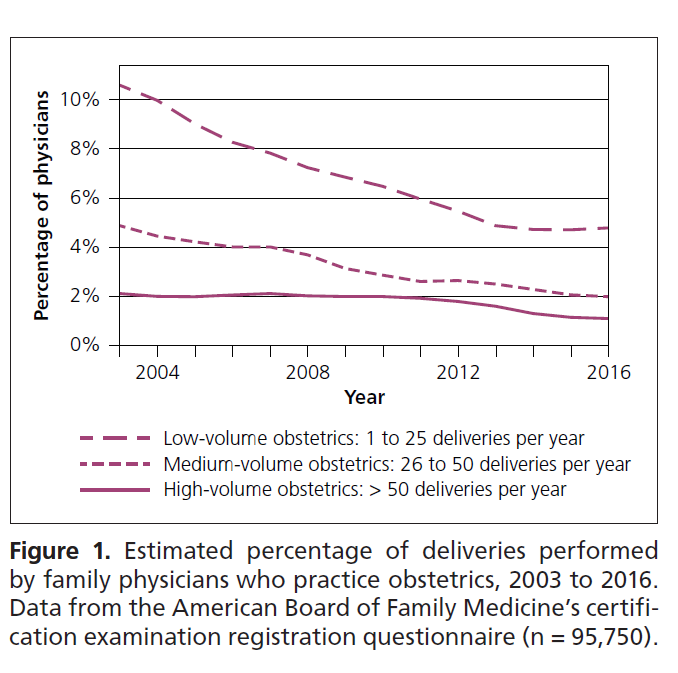 Percentage of physicians
10%
8%
6%
4%
2%
0%
2004 2008 2012 2016
Year
Low-volume obstetrics: 1 to 25 deliveries per year
Medium-volume obstetrics: 26 to 50 deliveries per year
High-volume obstetrics: > 50 deliveries per year
Figure 1. Estimated percentage of deliveries performed
by family physicians who practice obstetrics, 2003 to 2016.
Data from the American Board of Family Medicine’s certifi-
cation examination registration questionnaire (n = 95,750).